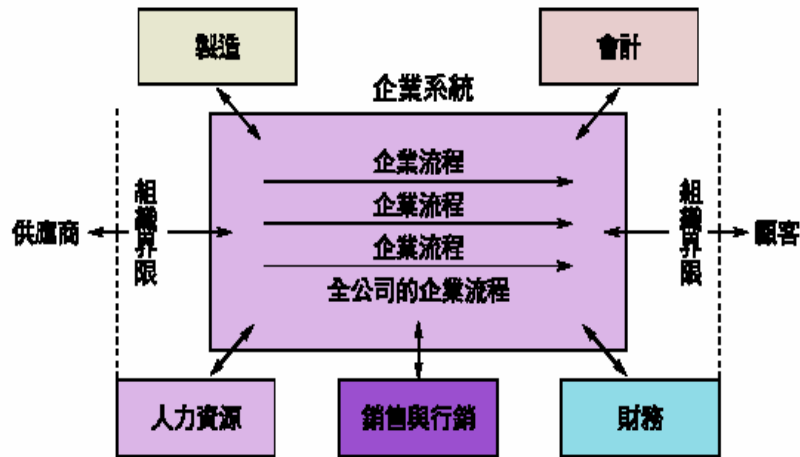 製造
會計
企業系統
企業流程
企業流程
企業流程
全公司的企業流程
供應商
組織界限
組織界限
顧客
人力資源
銷售與行銷
財務